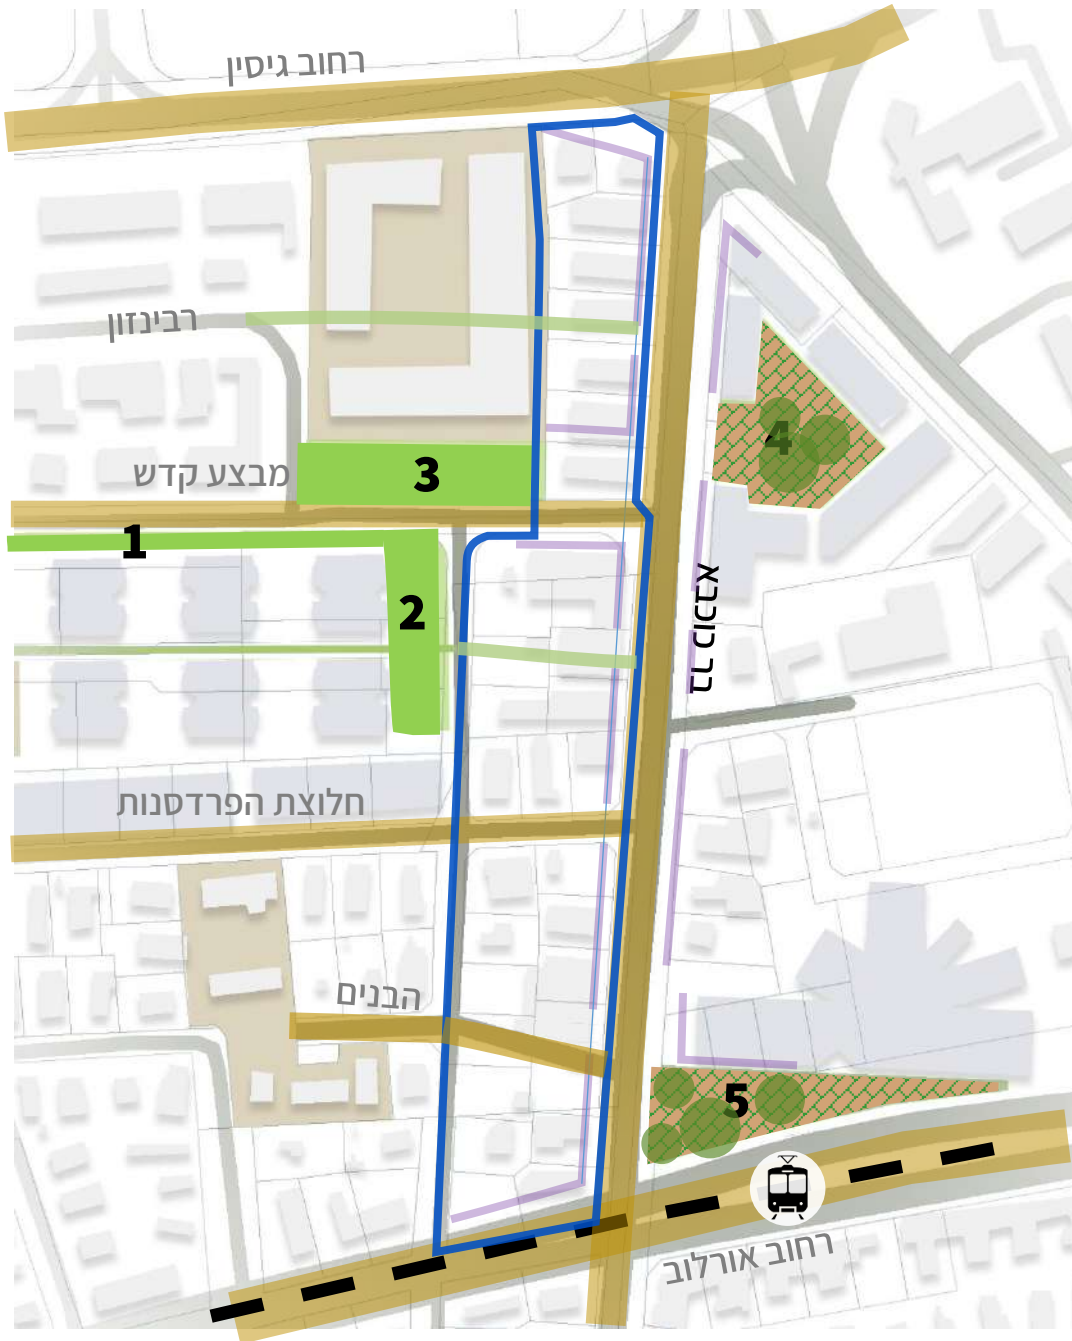 רחוב גיסין
רבינזון
4
מבצע קדש
3
1
2
בר כוכבא
חלוצת הפרדסנות
הבנים
5
רחוב אורלוב